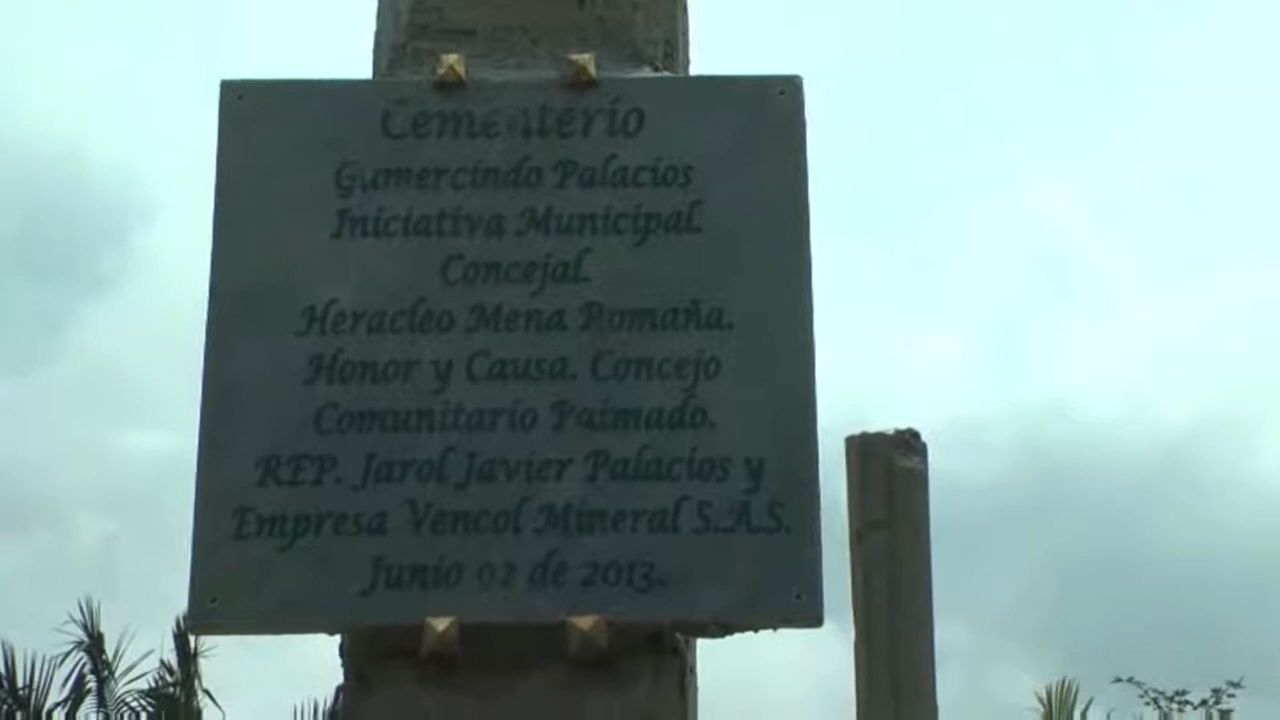 Cementerio
Gumercindo Palacios
Iniciativa Municipal.
Concejal.
Heracleo Mena Romaña.
Honor y Causa. Concejo
Comunitario Paimado.
REP. Jarol Javier Palacios y
Empresa Vencol Mineral S.A.S.
Junio 02 de 2013.